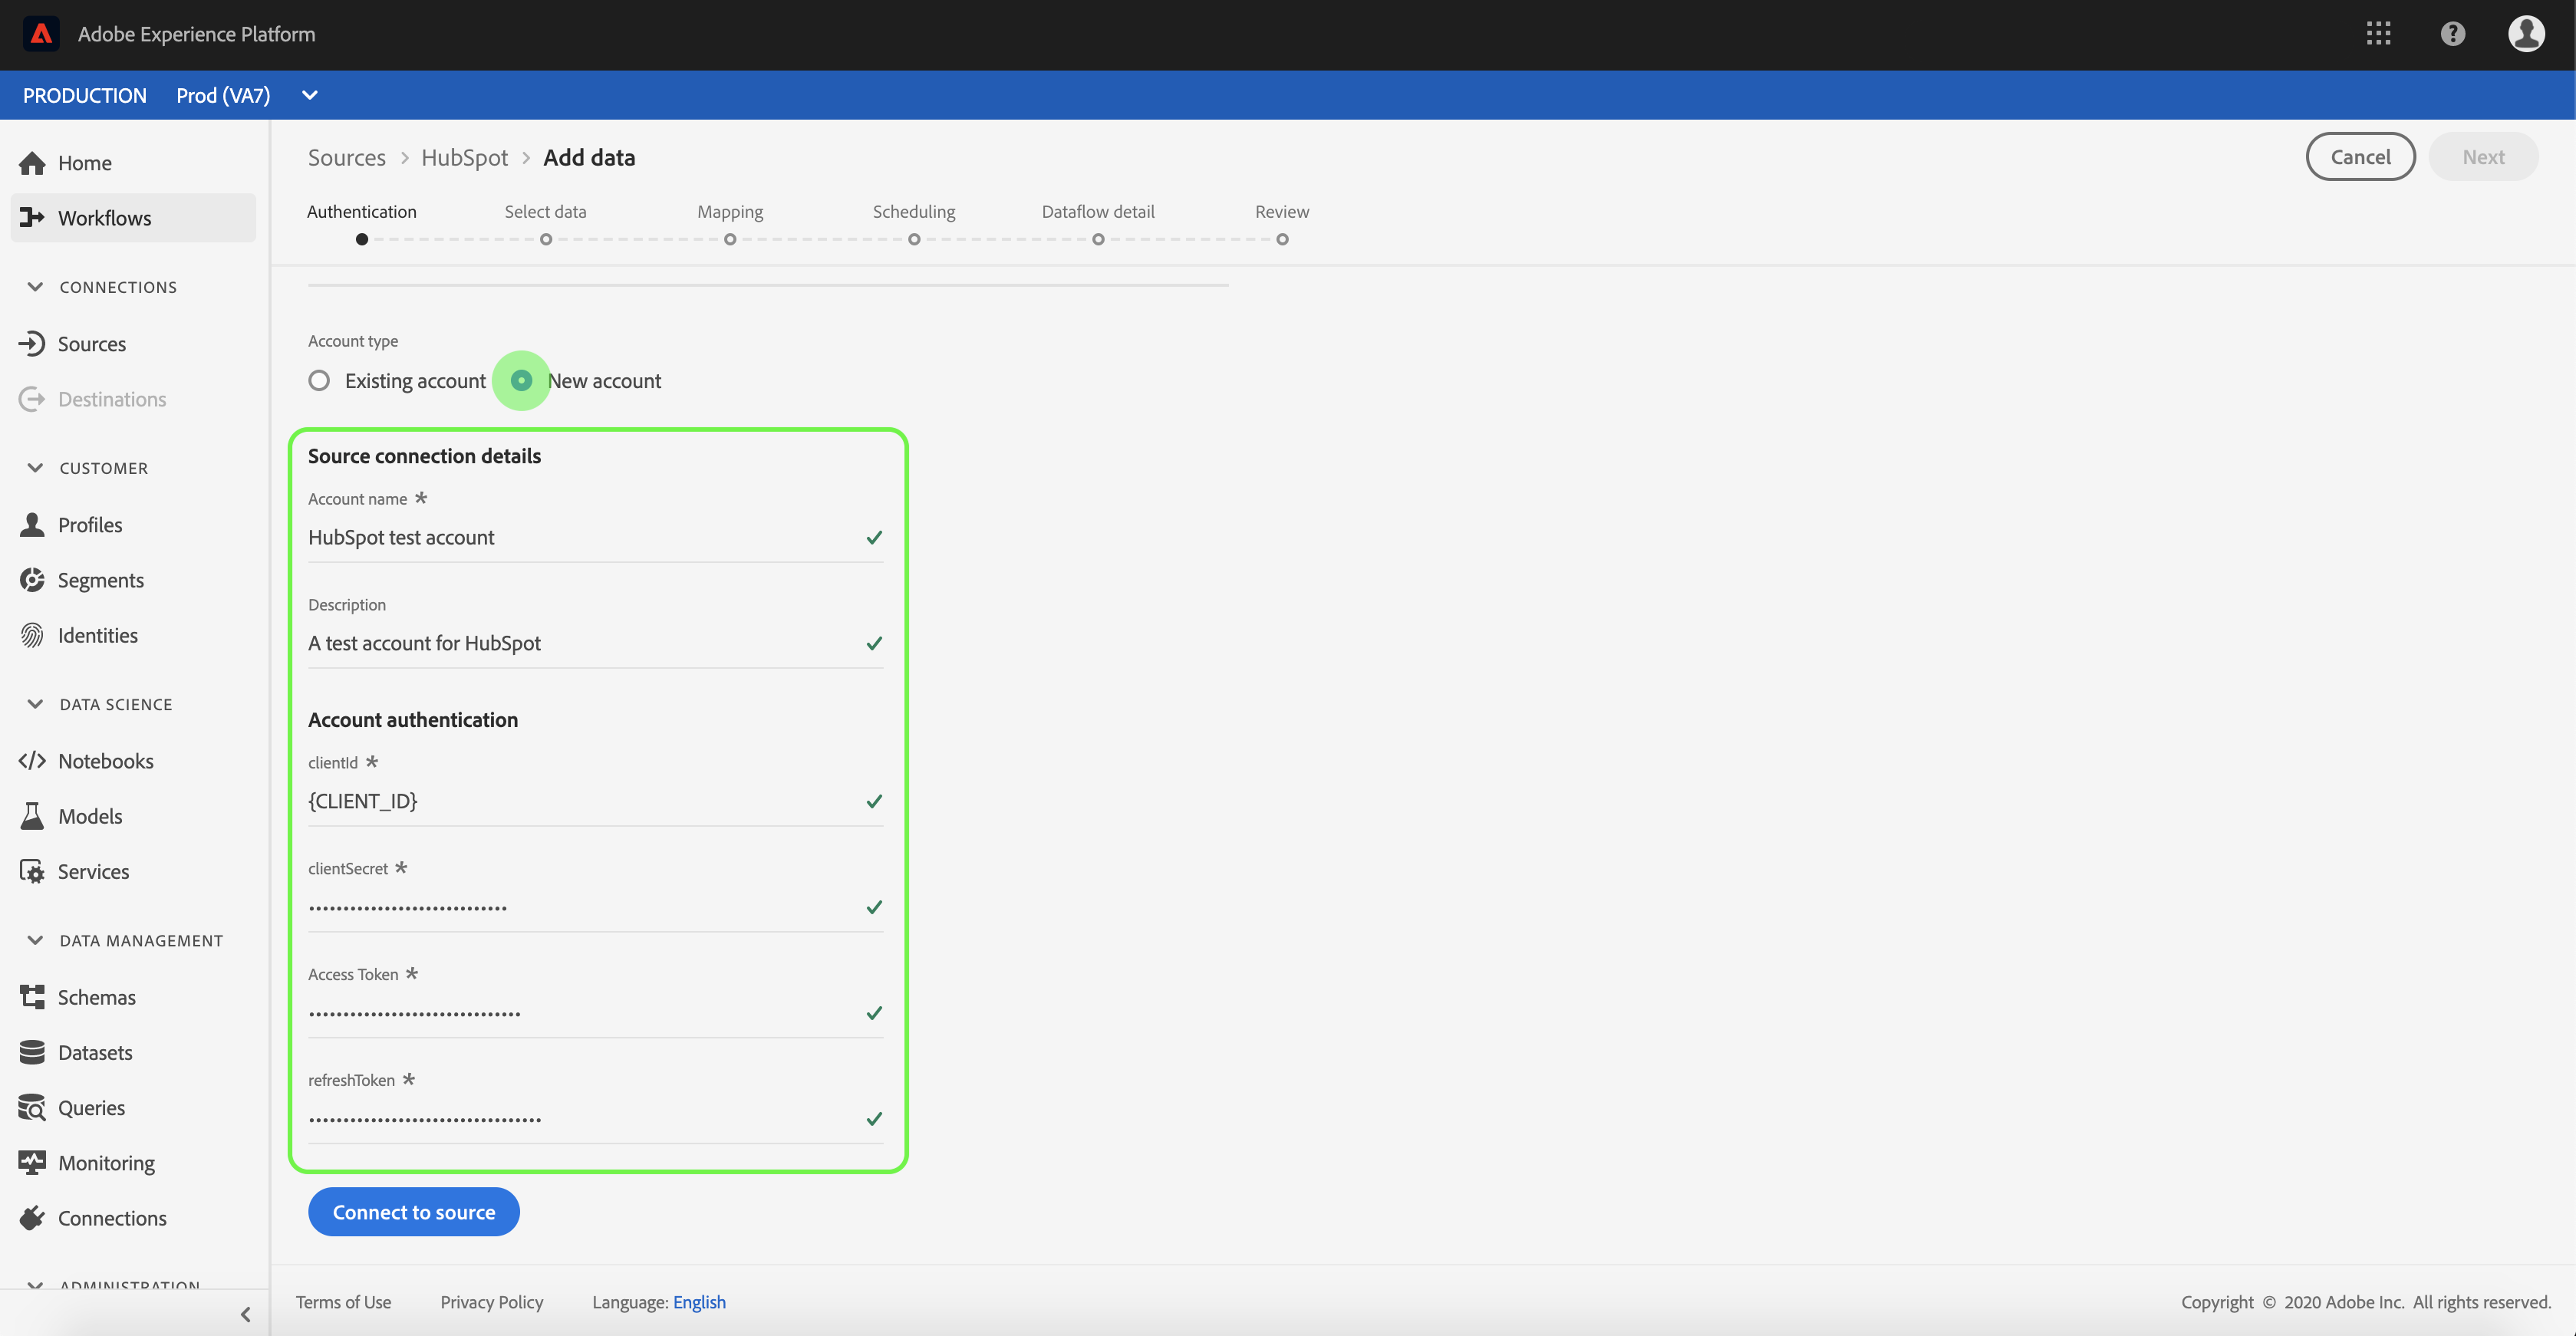 Adobe Experience Platform
PRODUCTION Prod (VA7)
Home
Workflows
CONNECTIONS
Sources
Destinations
CUSTOMER
Profiles
Segments
Identities
DATA SCIENCE
Notebooks
Models
Services
DATA MANAGEMENT
Schemas
Datasets
Queries
Monitoring
Connections
ADMINISTRATION
Sources > HubSpot > Add data
Cancel Next
Authentication Select data Mapping Scheduling Dataflow detail Review
Account type
Existing account New account
Source connection details
Account name *
HubSpot test account
Description
A test account for HubSpot
Account authentication
clientId *
{CLIENT_ID}
clientSecret *
Access Token *
refreshToken *
Connect to source
Terms of Use Privacy Policy Language: English
Copyright © 2020 Adobe Inc. All rights reserved.